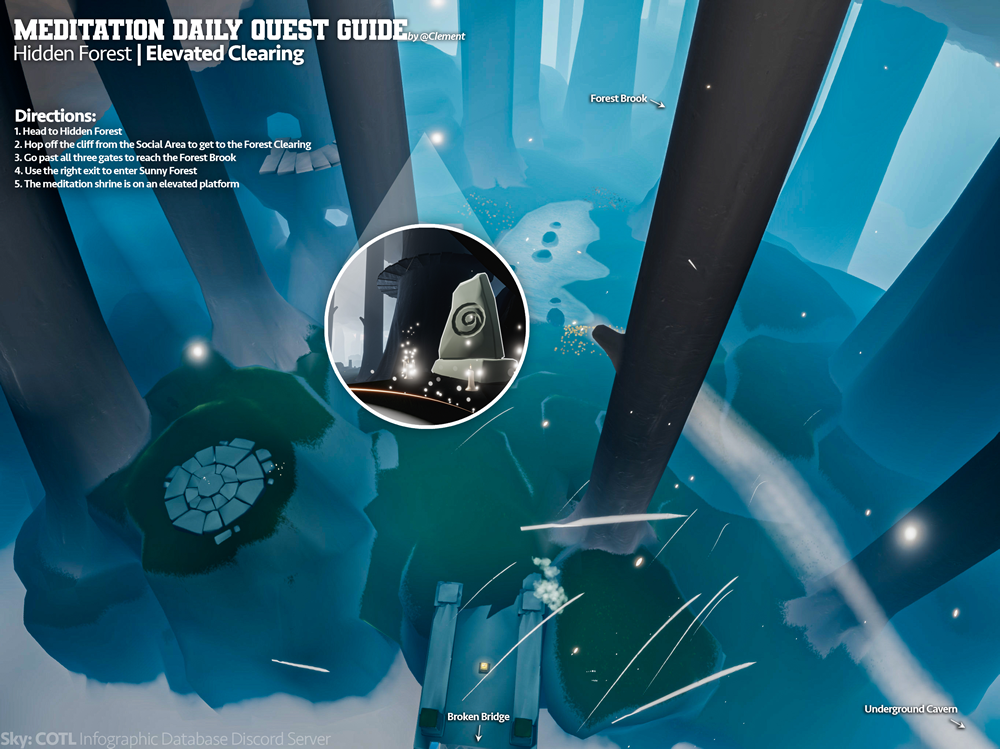 MEDITATION DAILY QUEST GUIDE by @Clement
Hidden Forest | Elevated Clearing
Forest Brook
Directions:
1. Head to Hidden Forest
2. Hop off the cliff from the Social Area to get to the Forest Clearing
3. Go past all three gates to reach the Forest Brook
4. Use the right exit to enter Sunny Forest
5. The meditation shrine is on an elevated platform
Underground Cavern
Broken Bridge
Sky: COTL Infographic Database Discord Server